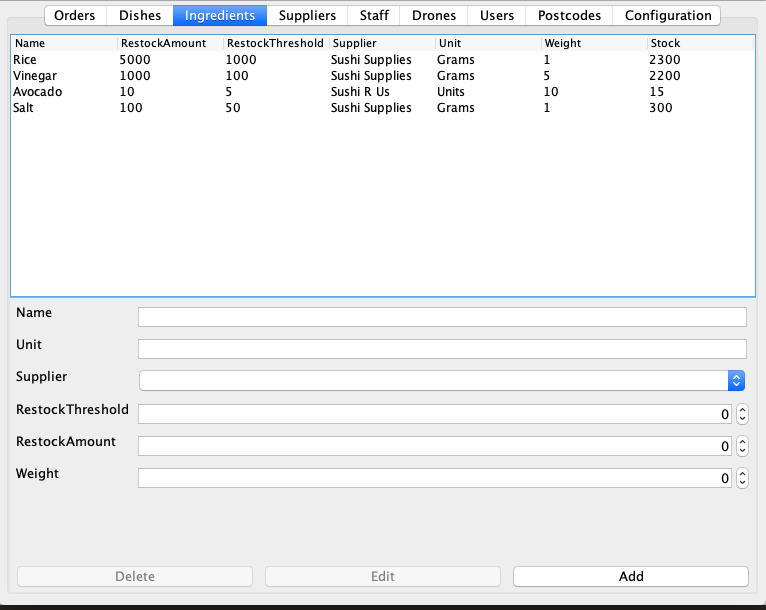 Orders Dishes Ingredients Suppliers Staff Drones Users Postcodes Configuration
Name RestockAmount RestockThreshold Supplier Unit Weight Stock
Rice 5000 1000 Sushi Supplies Grams 1 2300
Vinegar 1000 100 Sushi Supplies Grams 5 2200
Avocado 10 5 Sushi R Us Units 10 15
Salt 100 50 Sushi Supplies Grams 1 300
Name
Unit
Supplier
RestockThreshold 0
RestockAmount 0
Weight 0
Delete Edit Add